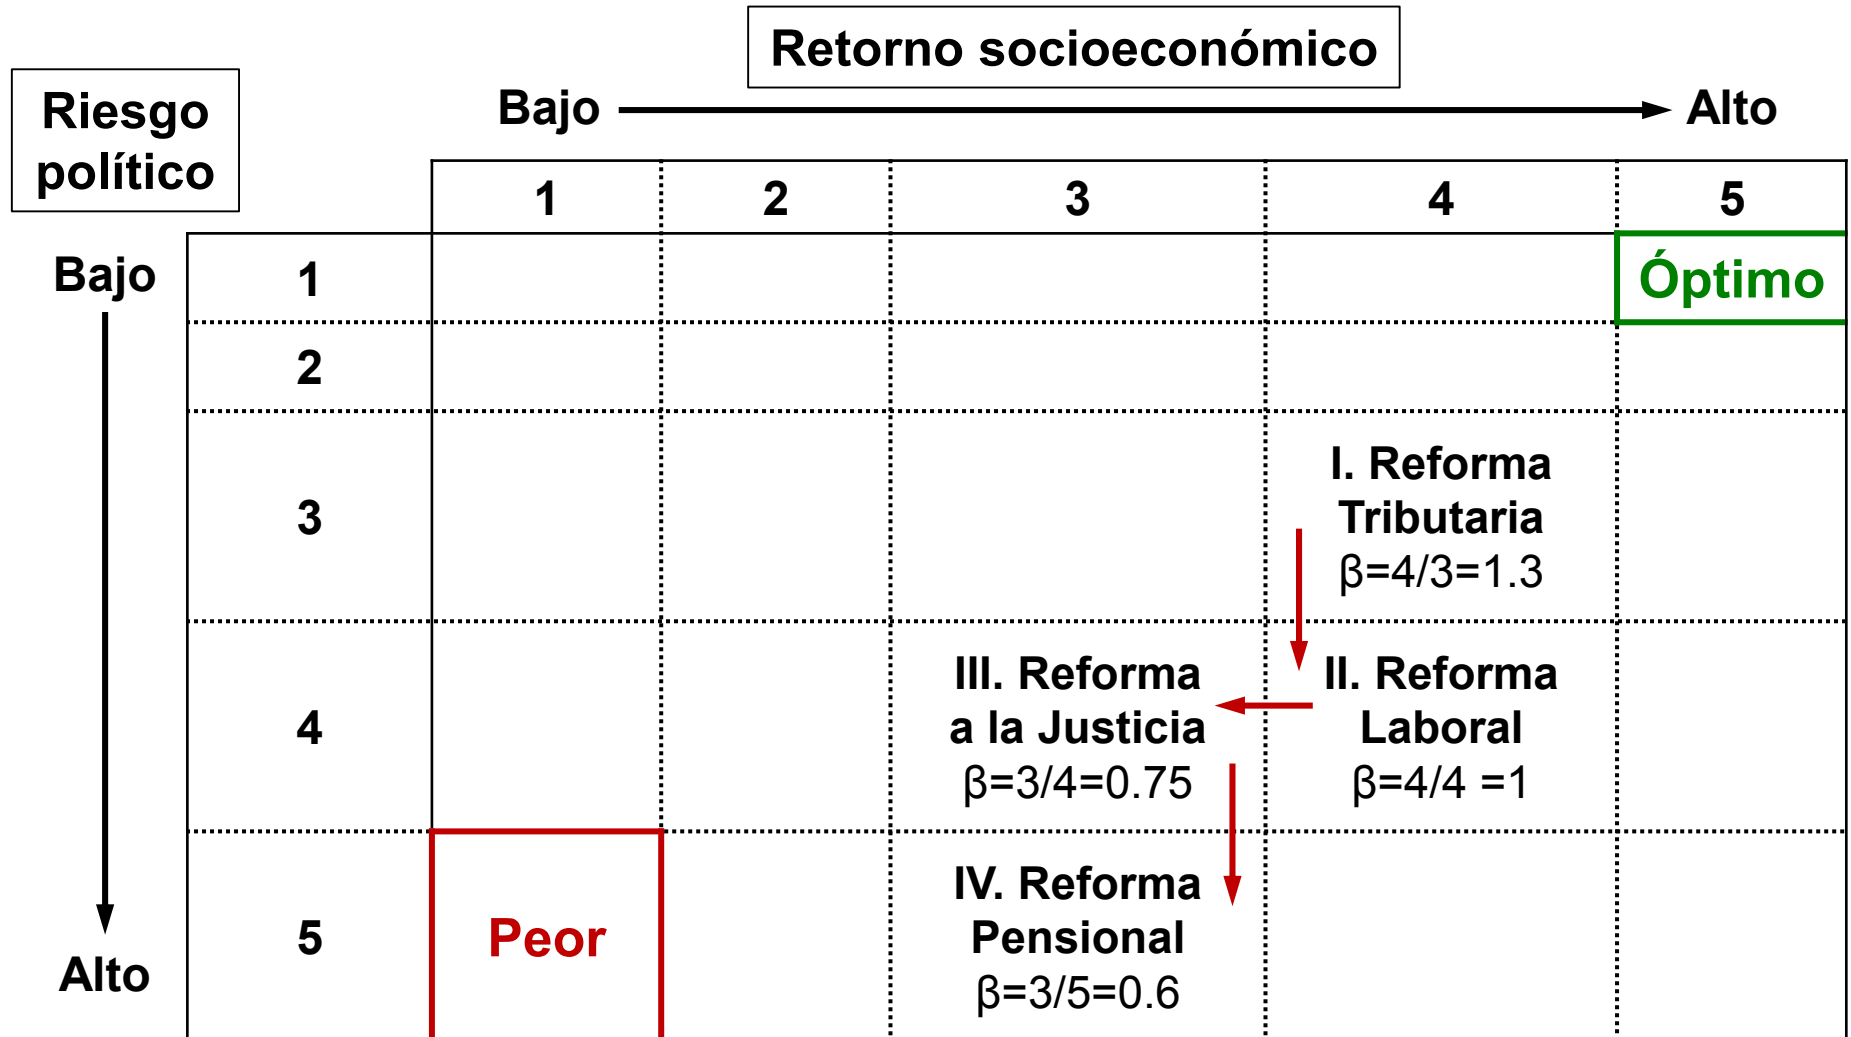 Retorno socioeconómico
Riesgo
político
Bajo
Alto
1
2
3
4
5
Bajo
1
Óptimo
2
3
I. Reforma
Tributaria
β=4/3=1.3
4
III. Reforma
a la Justicia
β=3/4=0.75
II. Reforma
Laboral
β=4/4 =1
5
Alto
Peor
IV. Reforma
Pensional
β=3/5=0.6